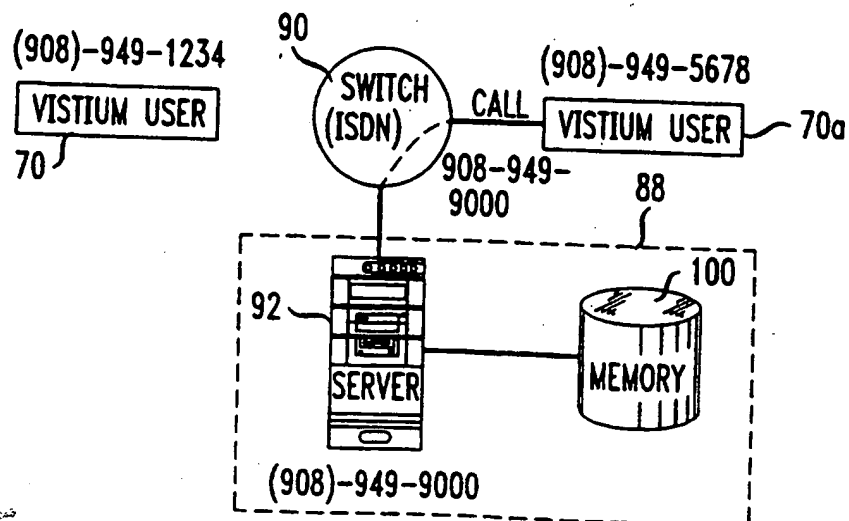 90
(908)-949-1234
(908)-949-5678
VISTIUM USER
SWITCH
(ISDN)
CALL
VISTIUM USER
70a
70
908-949-
9000
88
92
100
SERVER
MEMORY
(908)-949-9000